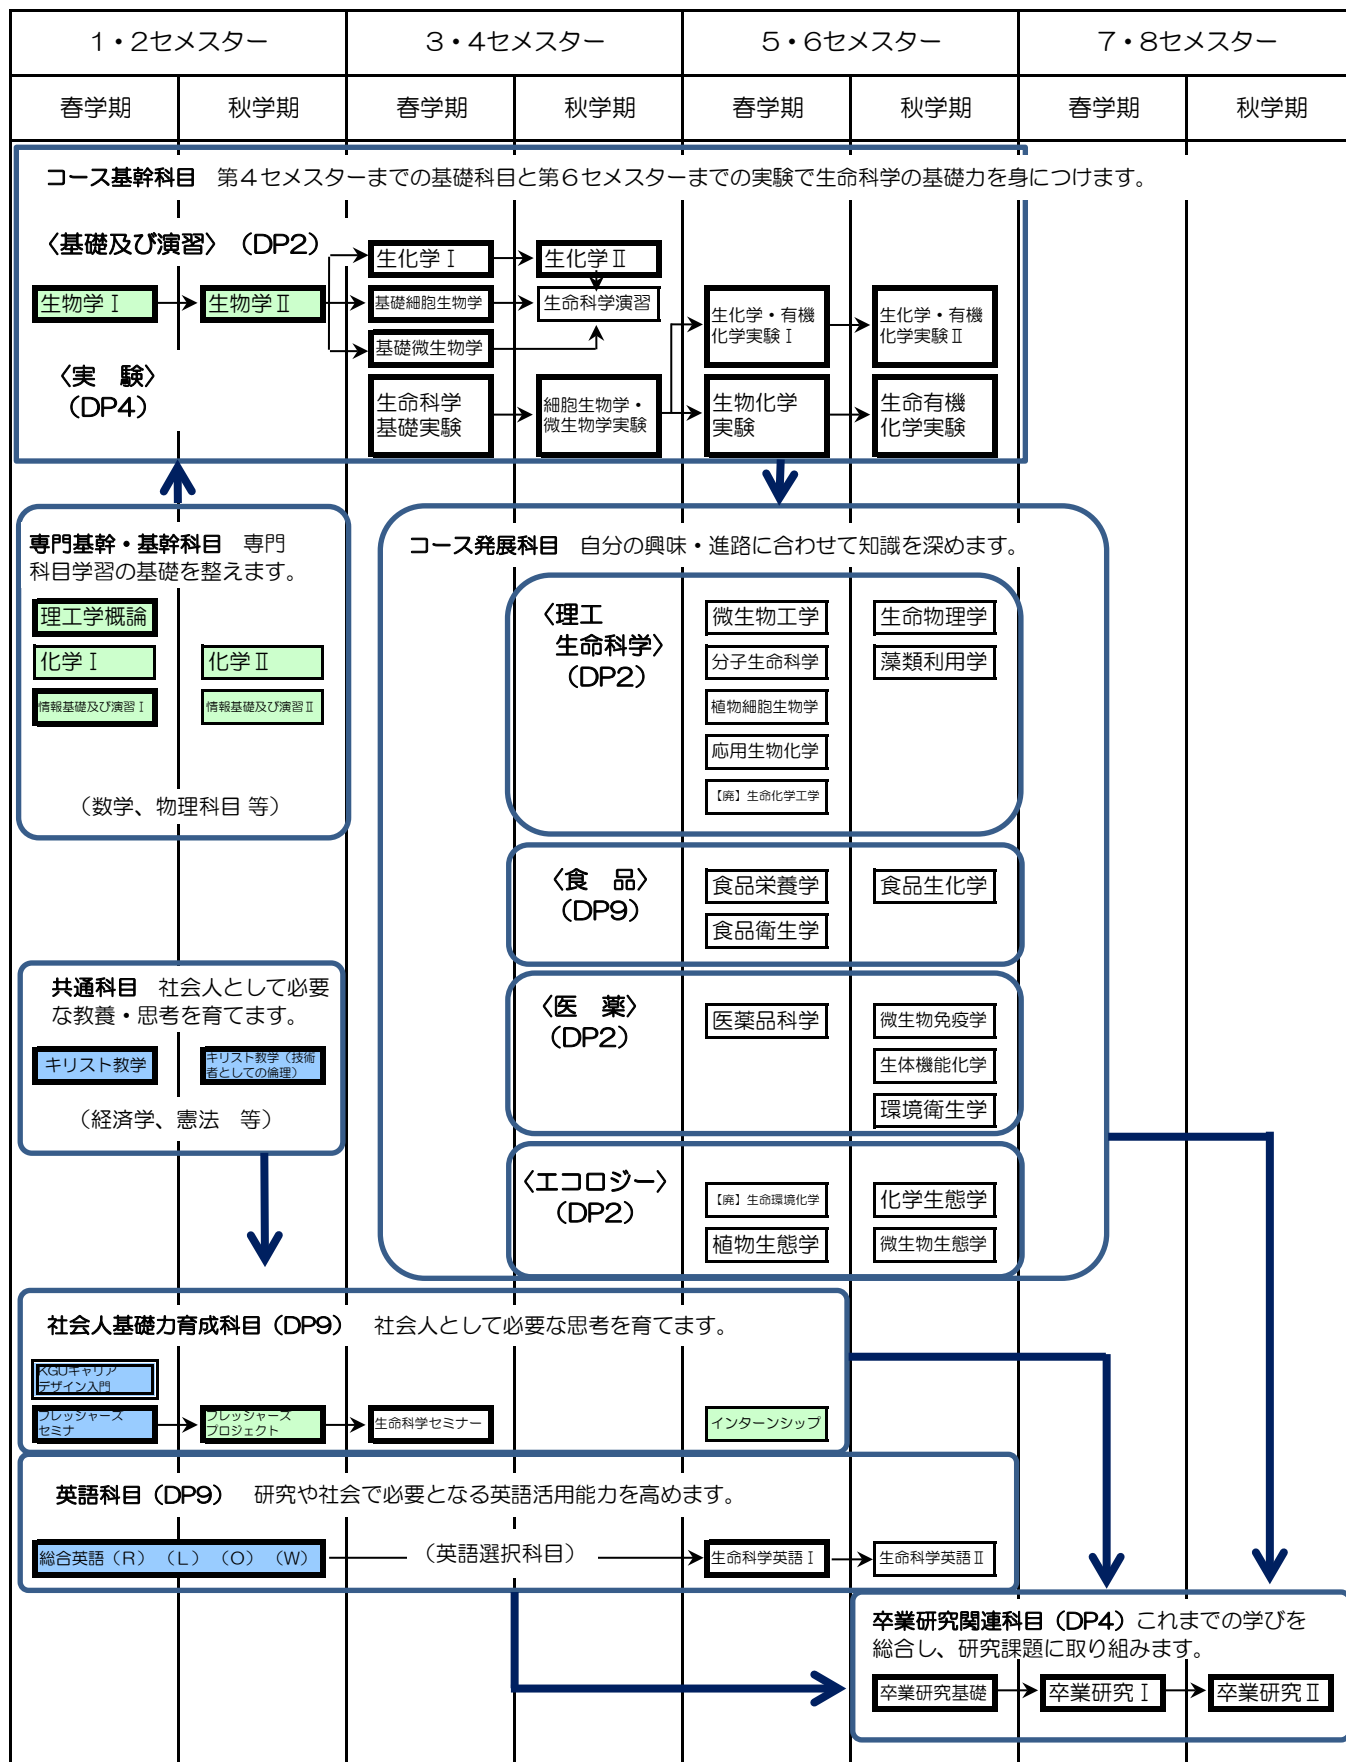 1・2セメスター
3・4セメスター
5・6セメスター
7・8セメスター
春学期
秋学期
春学期
秋学期
春学期
秋学期
春学期
秋学期
コース基幹科目　第4セメスターまでの基礎科目と第6セメスターまでの実験で生命科学の基礎力を身につけます。
〈基礎及び演習〉（DP2）
生化学Ⅰ
生化学Ⅱ
生物学Ⅰ
生物学Ⅱ
基礎細胞生物学
生命科学演習
生化学・有機
化学実験Ⅰ
生化学・有機
化学実験Ⅱ
基礎微生物学
〈実　験〉
（DP4）
生命科学
基礎実験
細胞生物学・
微生物学実験
生物化学
実験
生命有機
化学実験
専門基幹・基幹科目　専門
科目学習の基礎を整えます。
理工学概論
化学Ⅰ
化学Ⅱ
情報基礎及び演習Ⅰ
情報基礎及び演習Ⅱ
（数学、物理科目 等）
コース発展科目　自分の興味・進路に合わせて知識を深めます。
〈理工
生命科学〉
（DP2）
微生物工学
生命物理学
分子生命科学
藻類利用学
植物細胞生物学
応用生物化学
【廃】生命化学工学
〈食　品〉
（DP9）
食品栄養学
食品生化学
食品衛生学
共通科目　社会人として必要
な教養・思考を育てます。
キリスト教学
キリスト教学（技術
者としての倫理）
（経済学、憲法　等）
〈医　薬〉
（DP2）
医薬品科学
微生物免疫学
生体機能化学
環境衛生学
〈エコロジー〉
（DP2）
【廃】生命環境化学
化学生態学
植物生態学
微生物生態学
社会人基礎力育成科目（DP9）　社会人として必要な思考を育てます。
KGUキャリア
デザイン入門
フレッシャーズ
セミナ
フレッシャーズ
プロジェクト
生命科学セミナー
インターンシップ
英語科目（DP9）　研究や社会で必要となる英語活用能力を高めます。
総合英語（R）（L）（O）（W）
（英語選択科目）
生命科学英語Ⅰ
生命科学英語Ⅱ
卒業研究関連科目（DP4）これまでの学びを
総合し、研究課題に取り組みます。
卒業研究基礎
卒業研究Ⅰ
卒業研究Ⅱ